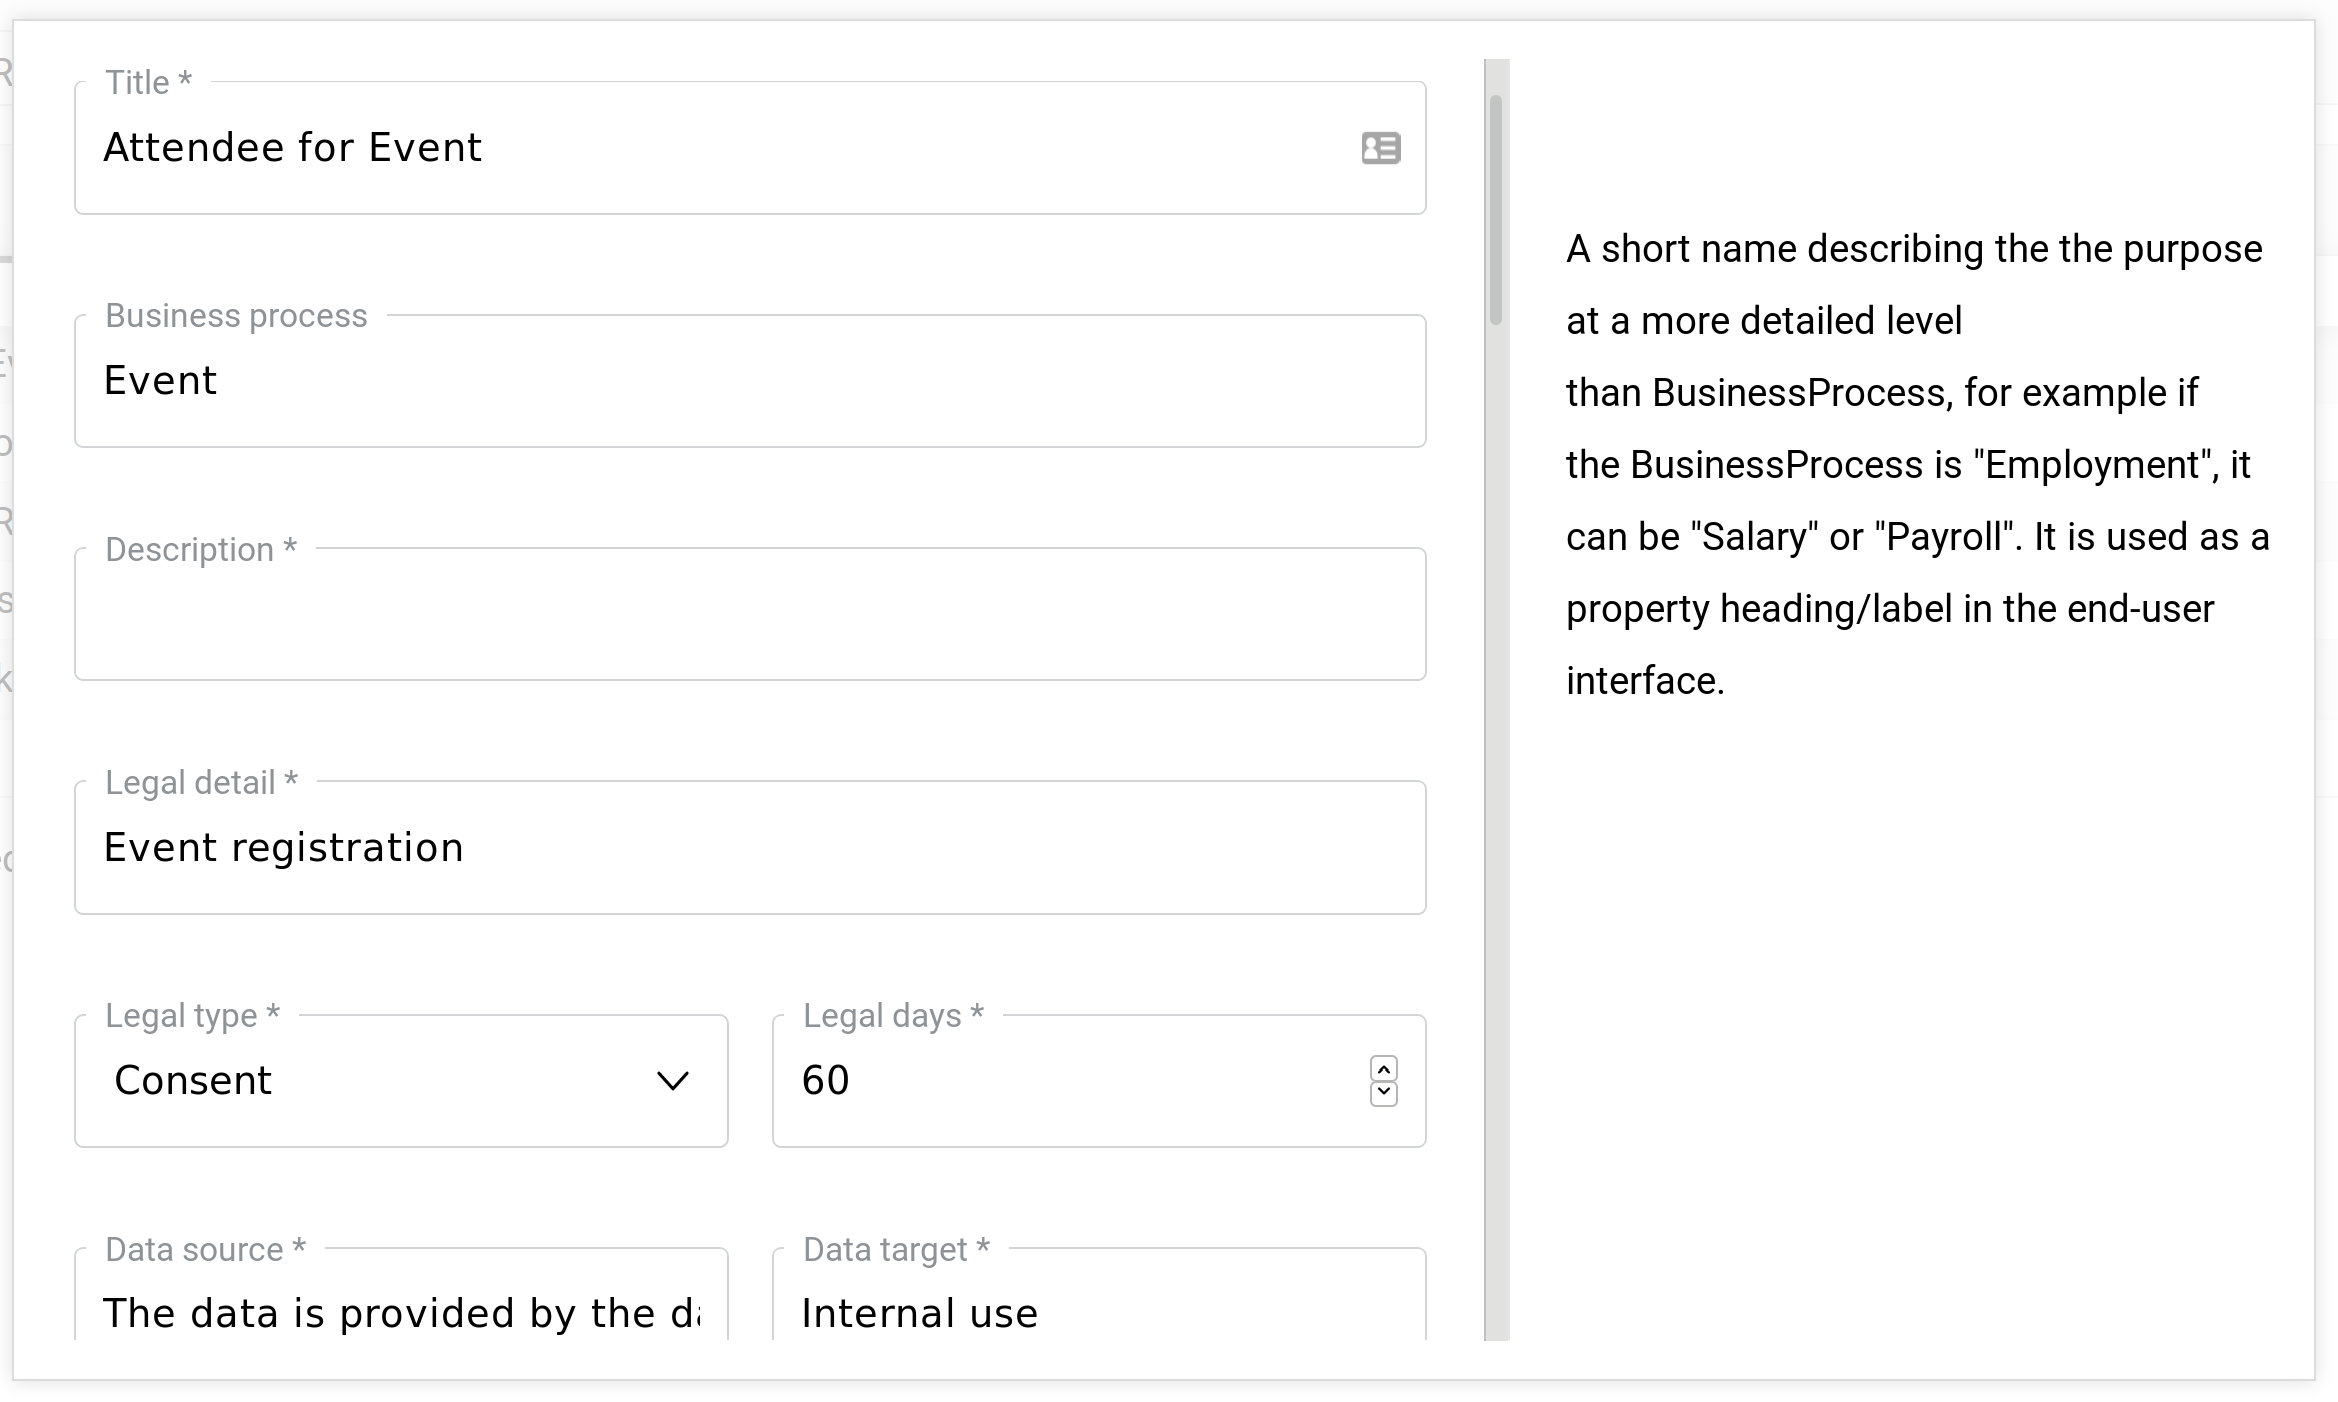 Title *
Attendee for Event
Business process
Event
Description *
Legal detail *
Event registration
Legal type *
Consent
Legal days *
60
Data source *
The data is provided by the
Data target *
Internal use
A short name describing the the purpose
at a more detailed level
than BusinessProcess, for example if
the BusinessProcess is "Employment", it
can be "Salary" or "Payroll". It is used as a
property heading/label in the end-user
interface.